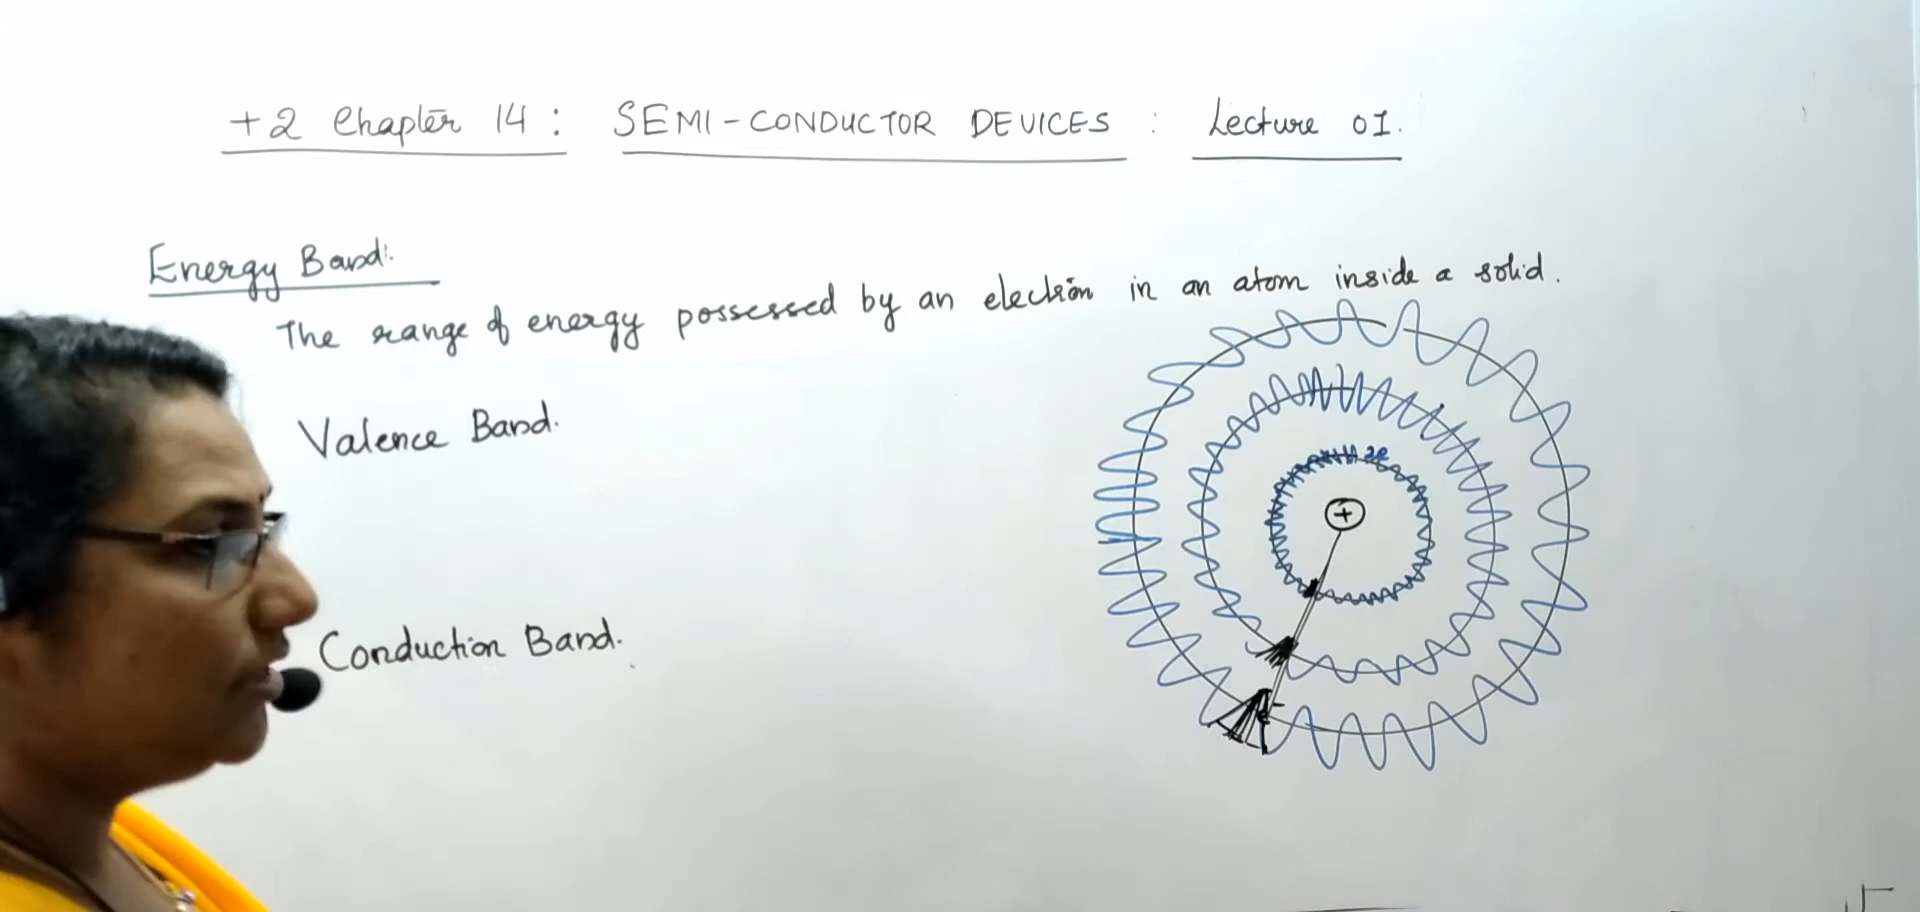 +2 Chapter 14 : SEMI-CONDUCTOR DEVICES : Lecture 01.
Energy Band:
The range of energy possessed by an electron in an atom inside a solid.
Valence Band.
Conduction Band.
+
e-